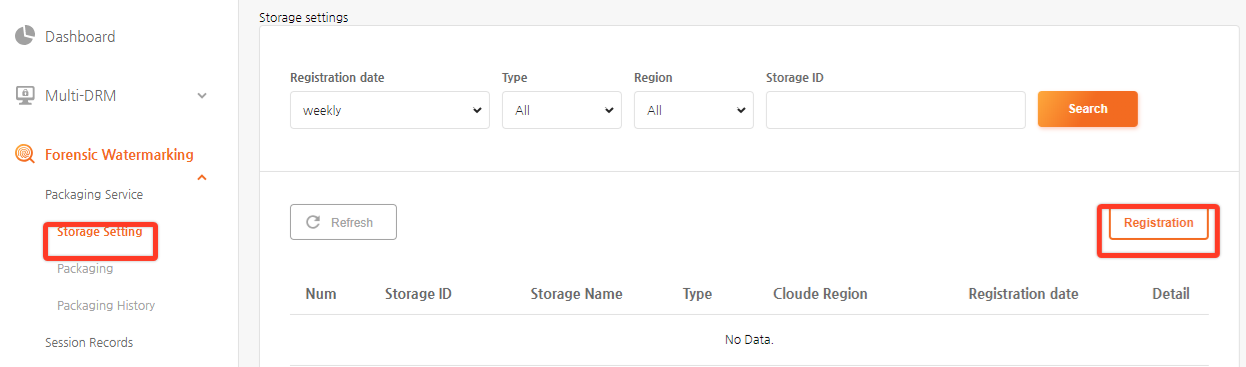 Storage settings
Dashboard
Multi-DRM
Forensic Watermarking
Packaging Service
Storage Setting
Packaging
Packaging History
Session Records
Registration date Type Region Storage ID
weekly All All Search
Refresh Registration
Num Storage ID Storage Name Type Cloude Region Registration date Detail
No Data.